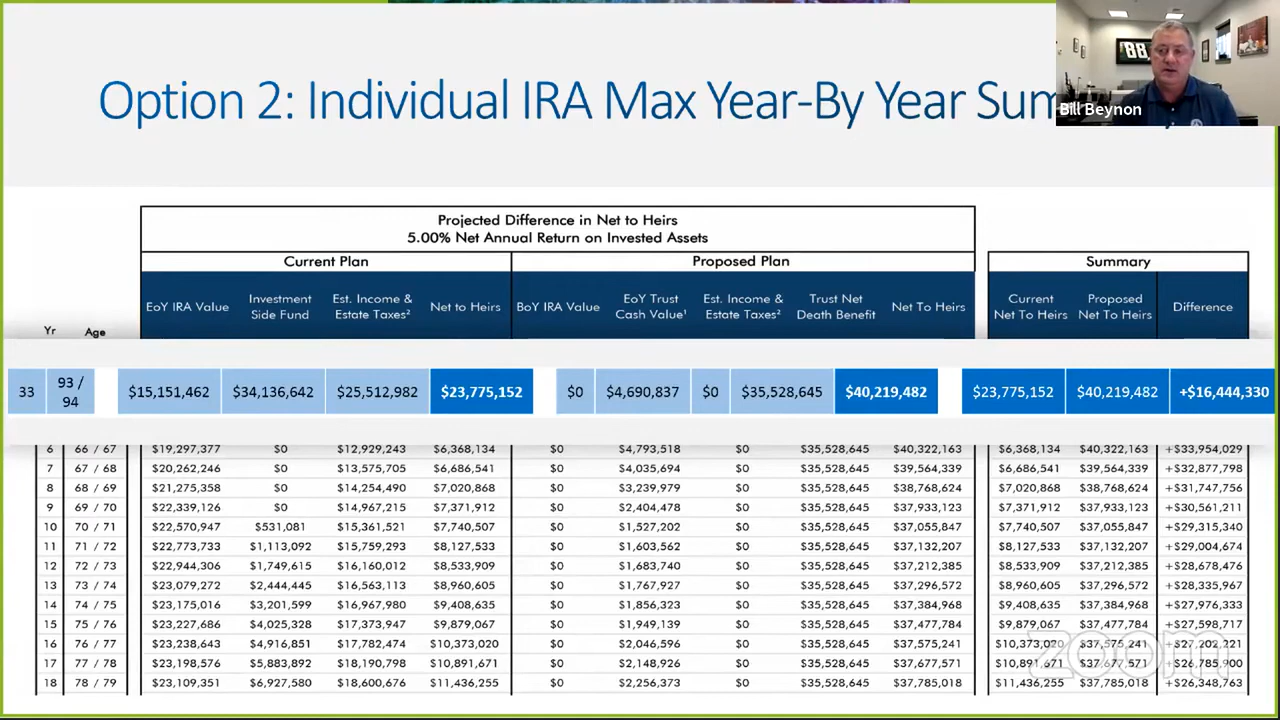 Option 2: Individual IRA Max Year-By Year Sum
Bill Beynon
Projected Difference in Net to Heirs
5.00% Net Annual Return on Invested Assets
Current Plan Proposed Plan Summary
Yr Age EoY IRA Value Investment Side Fund Est. Income & Estate Taxes² Net to Heirs BoY IRA Value EoY Trust Cash Value¹ Est. Income & Estate Taxes² Trust Net Death Benefit Net To Heirs Current Net To Heirs Proposed Net To Heirs Difference
33 93 / 94 $15,151,462 $34,136,642 $25,512,982 $23,775,152 $0 $4,690,837 $0 $35,528,645 $40,219,482 $23,775,152 $40,219,482 +$16,444,330
6 66 / 67 $19,297,377 $0 $12,929,243 $6,368,134 $0 $4,793,518 $0 $35,528,645 $40,322,163 $6,368,134 $40,322,163 +$33,954,029
7 67 / 68 $20,262,246 $0 $13,575,705 $6,686,541 $0 $4,035,694 $0 $35,528,645 $39,564,339 $6,686,541 $39,564,339 +$32,877,798
8 68 / 69 $21,275,358 $0 $14,254,490 $7,020,868 $0 $3,239,979 $0 $35,528,645 $38,768,624 $7,020,868 $38,768,624 +$31,747,756
9 69 / 70 $22,339,126 $0 $14,967,215 $7,371,912 $0 $2,404,478 $0 $35,528,645 $37,933,123 $7,371,912 $37,933,123 +$30,561,211
10 70 / 71 $22,570,947 $531,081 $15,361,521 $7,740,507 $0 $1,527,202 $0 $35,528,645 $37,055,847 $7,740,507 $37,055,847 +$29,315,340
11 71 / 72 $22,773,733 $1,113,092 $15,759,293 $8,127,533 $0 $1,603,562 $0 $35,528,645 $37,132,207 $8,127,533 $37,132,207 +$29,004,674
12 72 / 73 $22,944,306 $1,749,615 $16,160,012 $8,533,909 $0 $1,683,740 $0 $35,528,645 $37,212,385 $8,533,909 $37,212,385 +$28,678,476
13 73 / 74 $23,079,272 $2,444,445 $16,563,113 $8,960,605 $0 $1,767,927 $0 $35,528,645 $37,296,572 $8,960,605 $37,296,572 +$28,335,967
14 74 / 75 $23,175,016 $3,201,599 $16,967,980 $9,408,635 $0 $1,856,323 $0 $35,528,645 $37,384,968 $9,408,635 $37,384,968 +$27,976,333
15 75 / 76 $23,227,686 $4,025,328 $17,373,947 $9,879,067 $0 $1,949,139 $0 $35,528,645 $37,477,784 $9,879,067 $37,477,784 +$27,598,717
16 76 / 77 $23,238,643 $4,916,851 $17,782,474 $10,373,020 $0 $2,046,596 $0 $35,528,645 $37,575,241 $10,373,020 $37,575,241 +$27,202,221
17 77 / 78 $23,198,576 $5,883,892 $18,190,798 $10,891,671 $0 $2,148,926 $0 $35,528,645 $37,677,571 $10,891,671 $37,677,571 +$26,785,900
18 78 / 79 $23,109,351 $6,927,580 $18,600,676 $11,436,255 $0 $2,256,373 $0 $35,528,645 $37,785,018 $11,436,255 $37,785,018 +$26,348,763
zoom
88